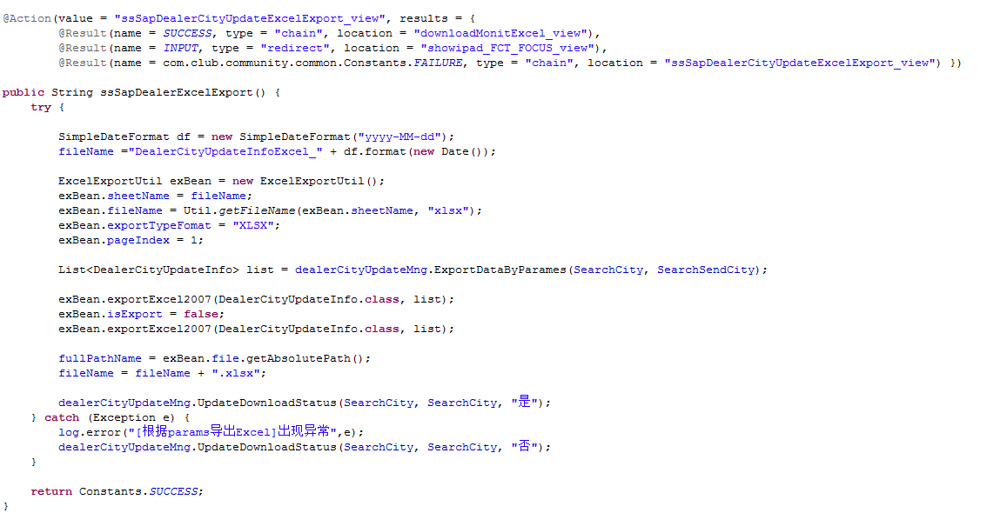 @Action(value = "ssSapDealerCityUpdateExcelExport_view", results = {
        @Result(name = SUCCESS, type = "chain", location = "downloadMonitExcel_view"),
        @Result(name = INPUT, type = "redirect", location = "showipad_FCT_FOCUS_view"),
        @Result(name = com.club.community.common.Constants.FAILURE, type = "chain", location = "ssSapDealerCityUpdateExcelExport_view") })
public String ssSapDealerExcelExport() {
    try {
        SimpleDateFormat df = new SimpleDateFormat("yyyy-MM-dd");
        fileName ="DealerCityUpdateInfoExcel_" + df.format(new Date());
        ExcelExportUtil exBean = new ExcelExportUtil();
        exBean.sheetName = fileName;
        exBean.fileName = Util.getFileName(exBean.sheetName, "xlsx");
        exBean.exportTypeFomat = "XLSX";
        exBean.pageIndex = 1;
        List<DealerCityUpdateInfo> list = dealerCityUpdateMng.ExportDataByParames(SearchCity, SearchSendCity);
        exBean.exportExcel2007(DealerCityUpdateInfo.class, list);
        exBean.isExport = false;
        exBean.exportExcel2007(DealerCityUpdateInfo.class, list);
        fullPathName = exBean.file.getAbsolutePath();
        fileName = fileName + ".xlsx";
        dealerCityUpdateMng.UpdateDownloadStatus(SearchCity, SearchCity, "是");
    } catch (Exception e) {
        log.error("[根据params导出Excel]出现异常",e);
        dealerCityUpdateMng.UpdateDownloadStatus(SearchCity, SearchCity, "否");
    }
    return Constants.SUCCESS;
}